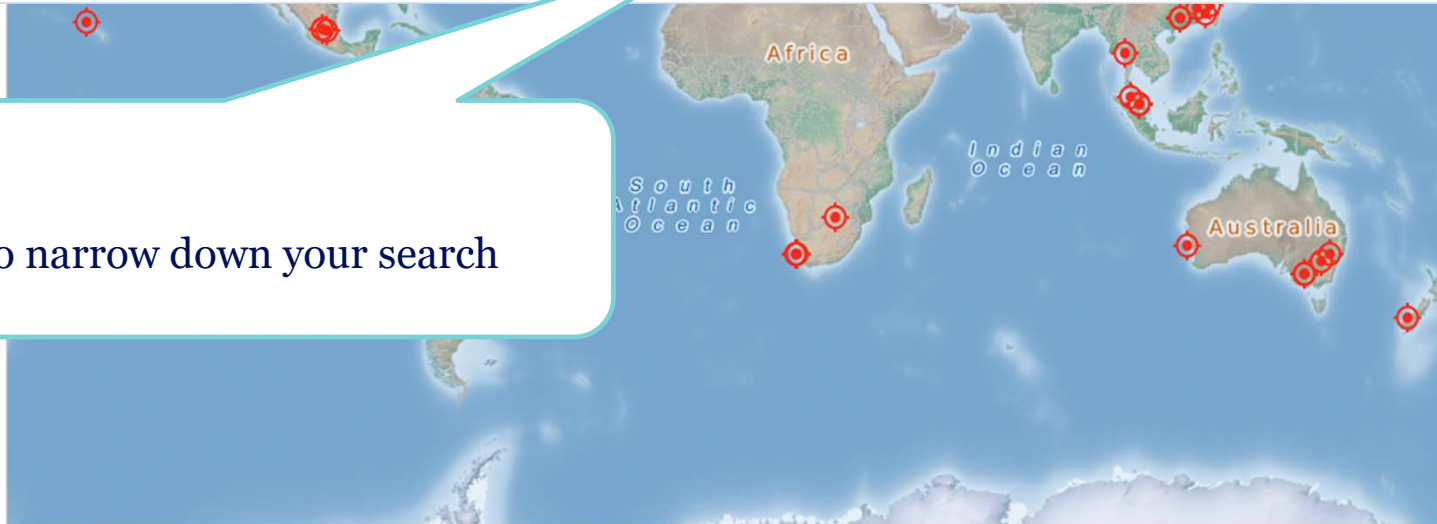 Africa
Indian
Ocean
South
Atlantic
Ocean
Australia
o narrow down your search